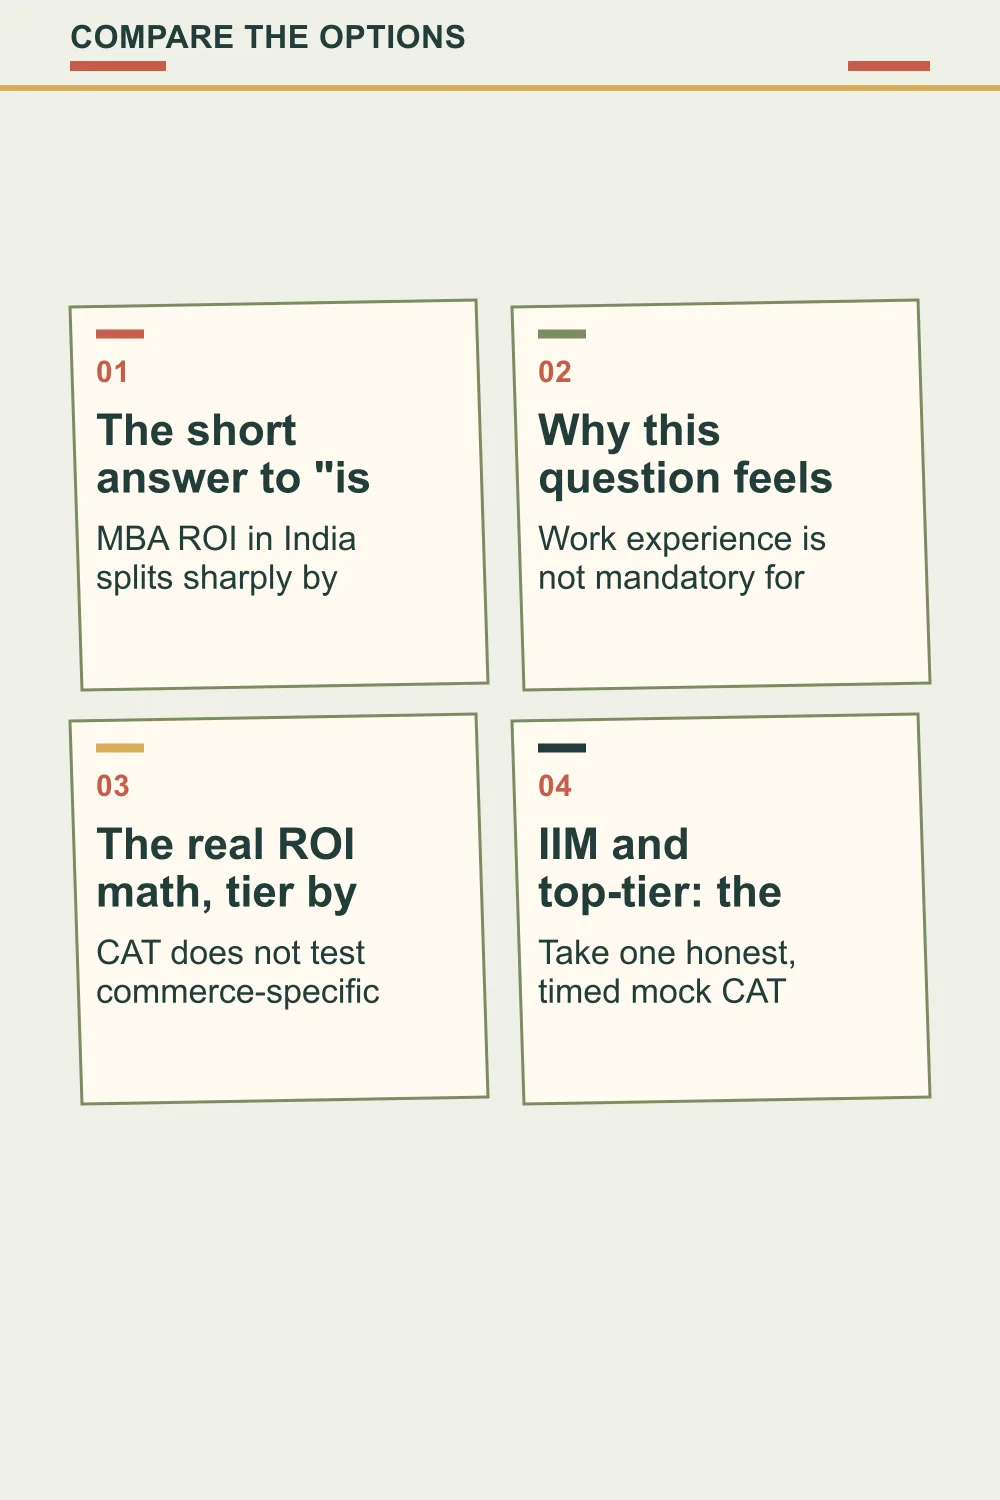 COMPARE THE OPTIONS
01
The short
answer to "is
MBA ROI in India
splits sharply by
02
Why this
question feels
Work experience is
not mandatory for
03
The real ROI
math, tier by
CAT does not test
commerce-specific
04
IIM and
top-tier: the
Take one honest,
timed mock CAT